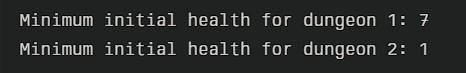 Minimum initial health for dungeon 1: 7
Minimum initial health for dungeon 2: 1